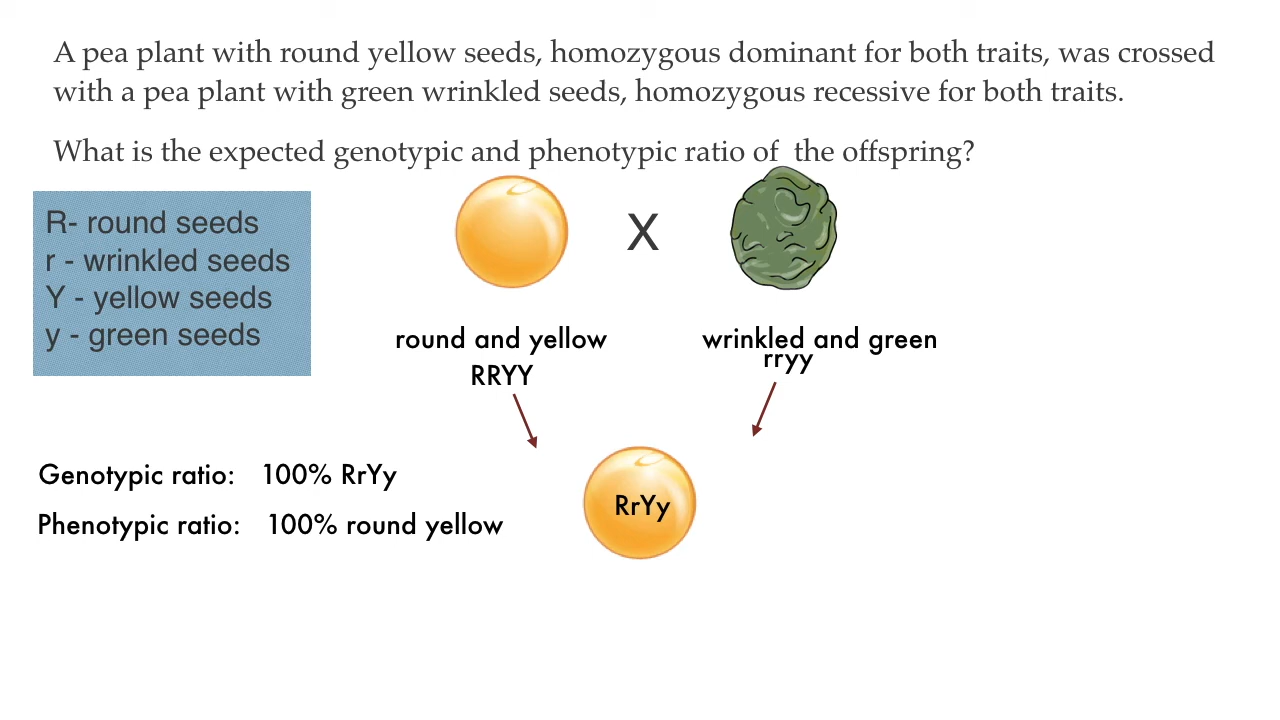 A pea plant with round yellow seeds, homozygous dominant for both traits, was crossed
with a pea plant with green wrinkled seeds, homozygous recessive for both traits.
What is the expected genotypic and phenotypic ratio of  the offspring?
R- round seeds
r - wrinkled seeds
Y - yellow seeds
y - green seeds
X
round and yellow
RRYY
wrinkled and green
rryy
Genotypic ratio: 100% RrYy
Phenotypic ratio: 100% round yellow
RrYy